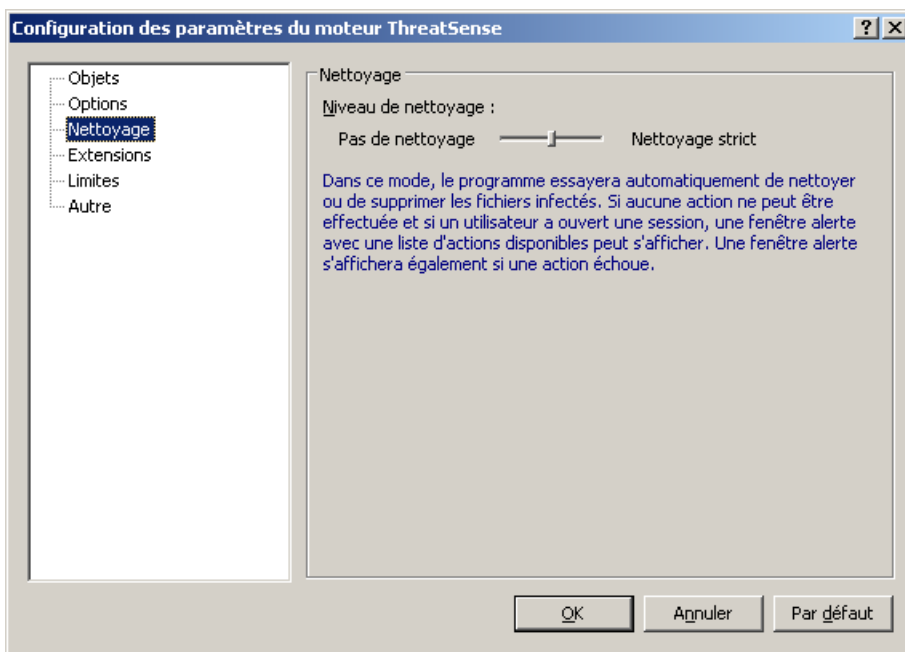 Configuration des paramètres du moteur ThreatSense
Objets
Options
Nettoyage
Extensions
Limites
Autre
Nettoyage
Niveau de nettoyage :
Pas de nettoyage Nettoyage strict
Dans ce mode, le programme essayera automatiquement de nettoyer
ou de supprimer les fichiers infectés. Si aucune action ne peut être
effectuée et si un utilisateur a ouvert une session, une fenêtre alerte
avec une liste d'actions disponibles peut s'afficher. Une fenêtre alerte
s'affichera également si une action échoue.
OK Annuler Par défaut